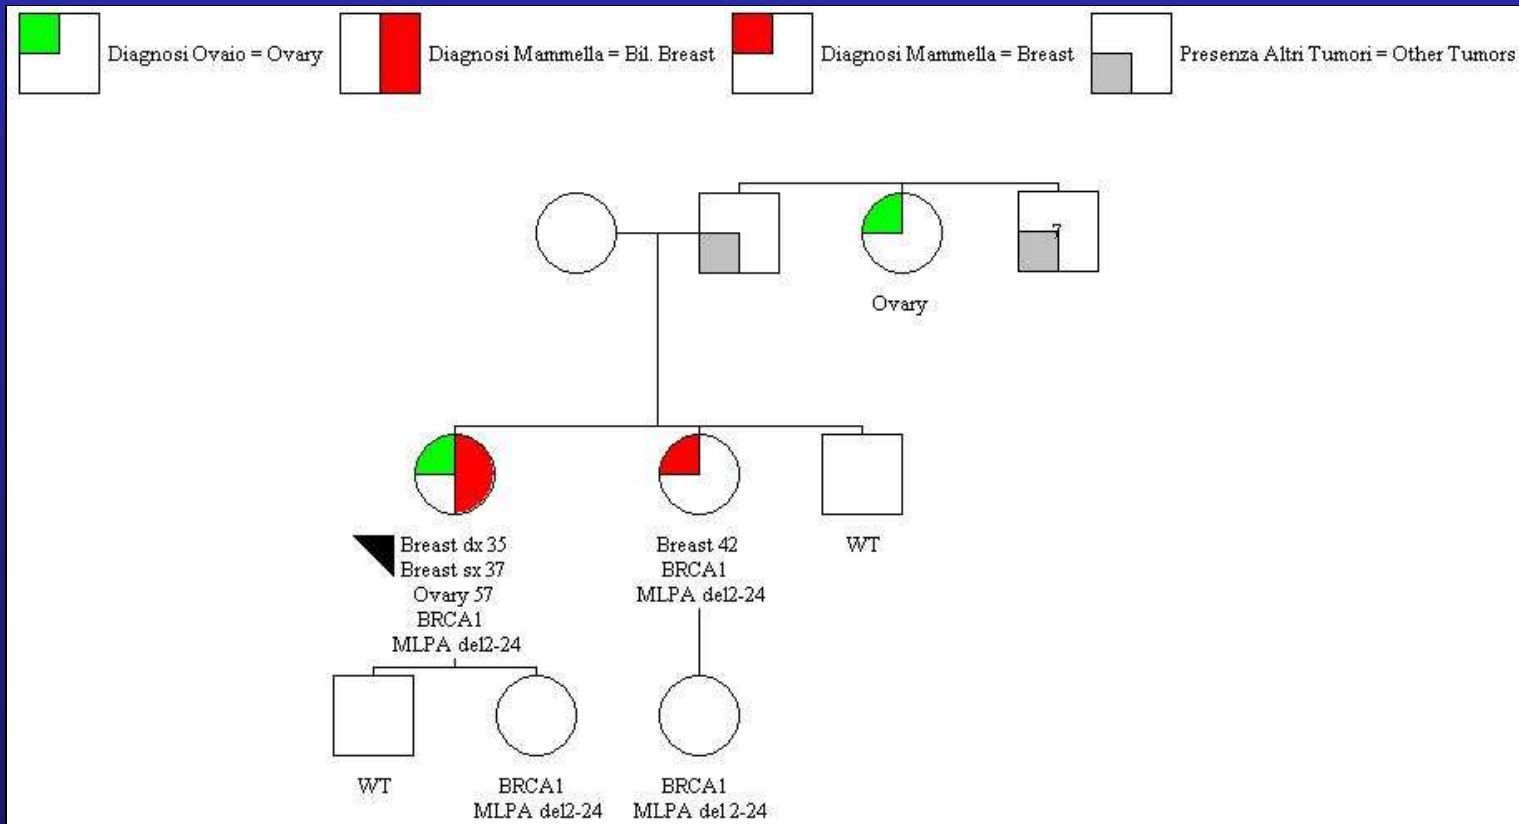 Diagnosi Ovaio = Ovary
Diagnosi Mammella = Bil. Breast
Diagnosi Mammella = Breast
Presenza Altri Tumori = Other Tumors
7
Ovary
Breast dx 35
Breast sx 37
Ovary 57
BRCA1
MLPA del2-24
Breast 42
BRCA1
MLPA del2-24
WT
WT
BRCA1
MLPA del2-24
BRCA1
MLPA del 2-24